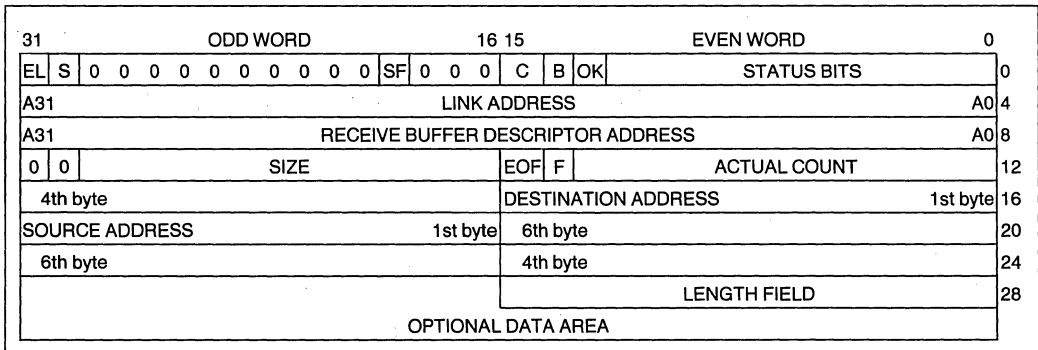 31 ODD WORD 16 15 EVEN WORD 0
EL S 0 0 0 0 0 0 0 0 0 0 SF 0 0 0 C B OK STATUS BITS 0
A31 LINK ADDRESS A0 4
A31 RECEIVE BUFFER DESCRIPTOR ADDRESS A0 8
0 0 SIZE EOF F ACTUAL COUNT 12
4th byte DESTINATION ADDRESS 1st byte 16
SOURCE ADDRESS 1st byte 6th byte 20
6th byte 4th byte 24
LENGTH FIELD 28
OPTIONAL DATA AREA